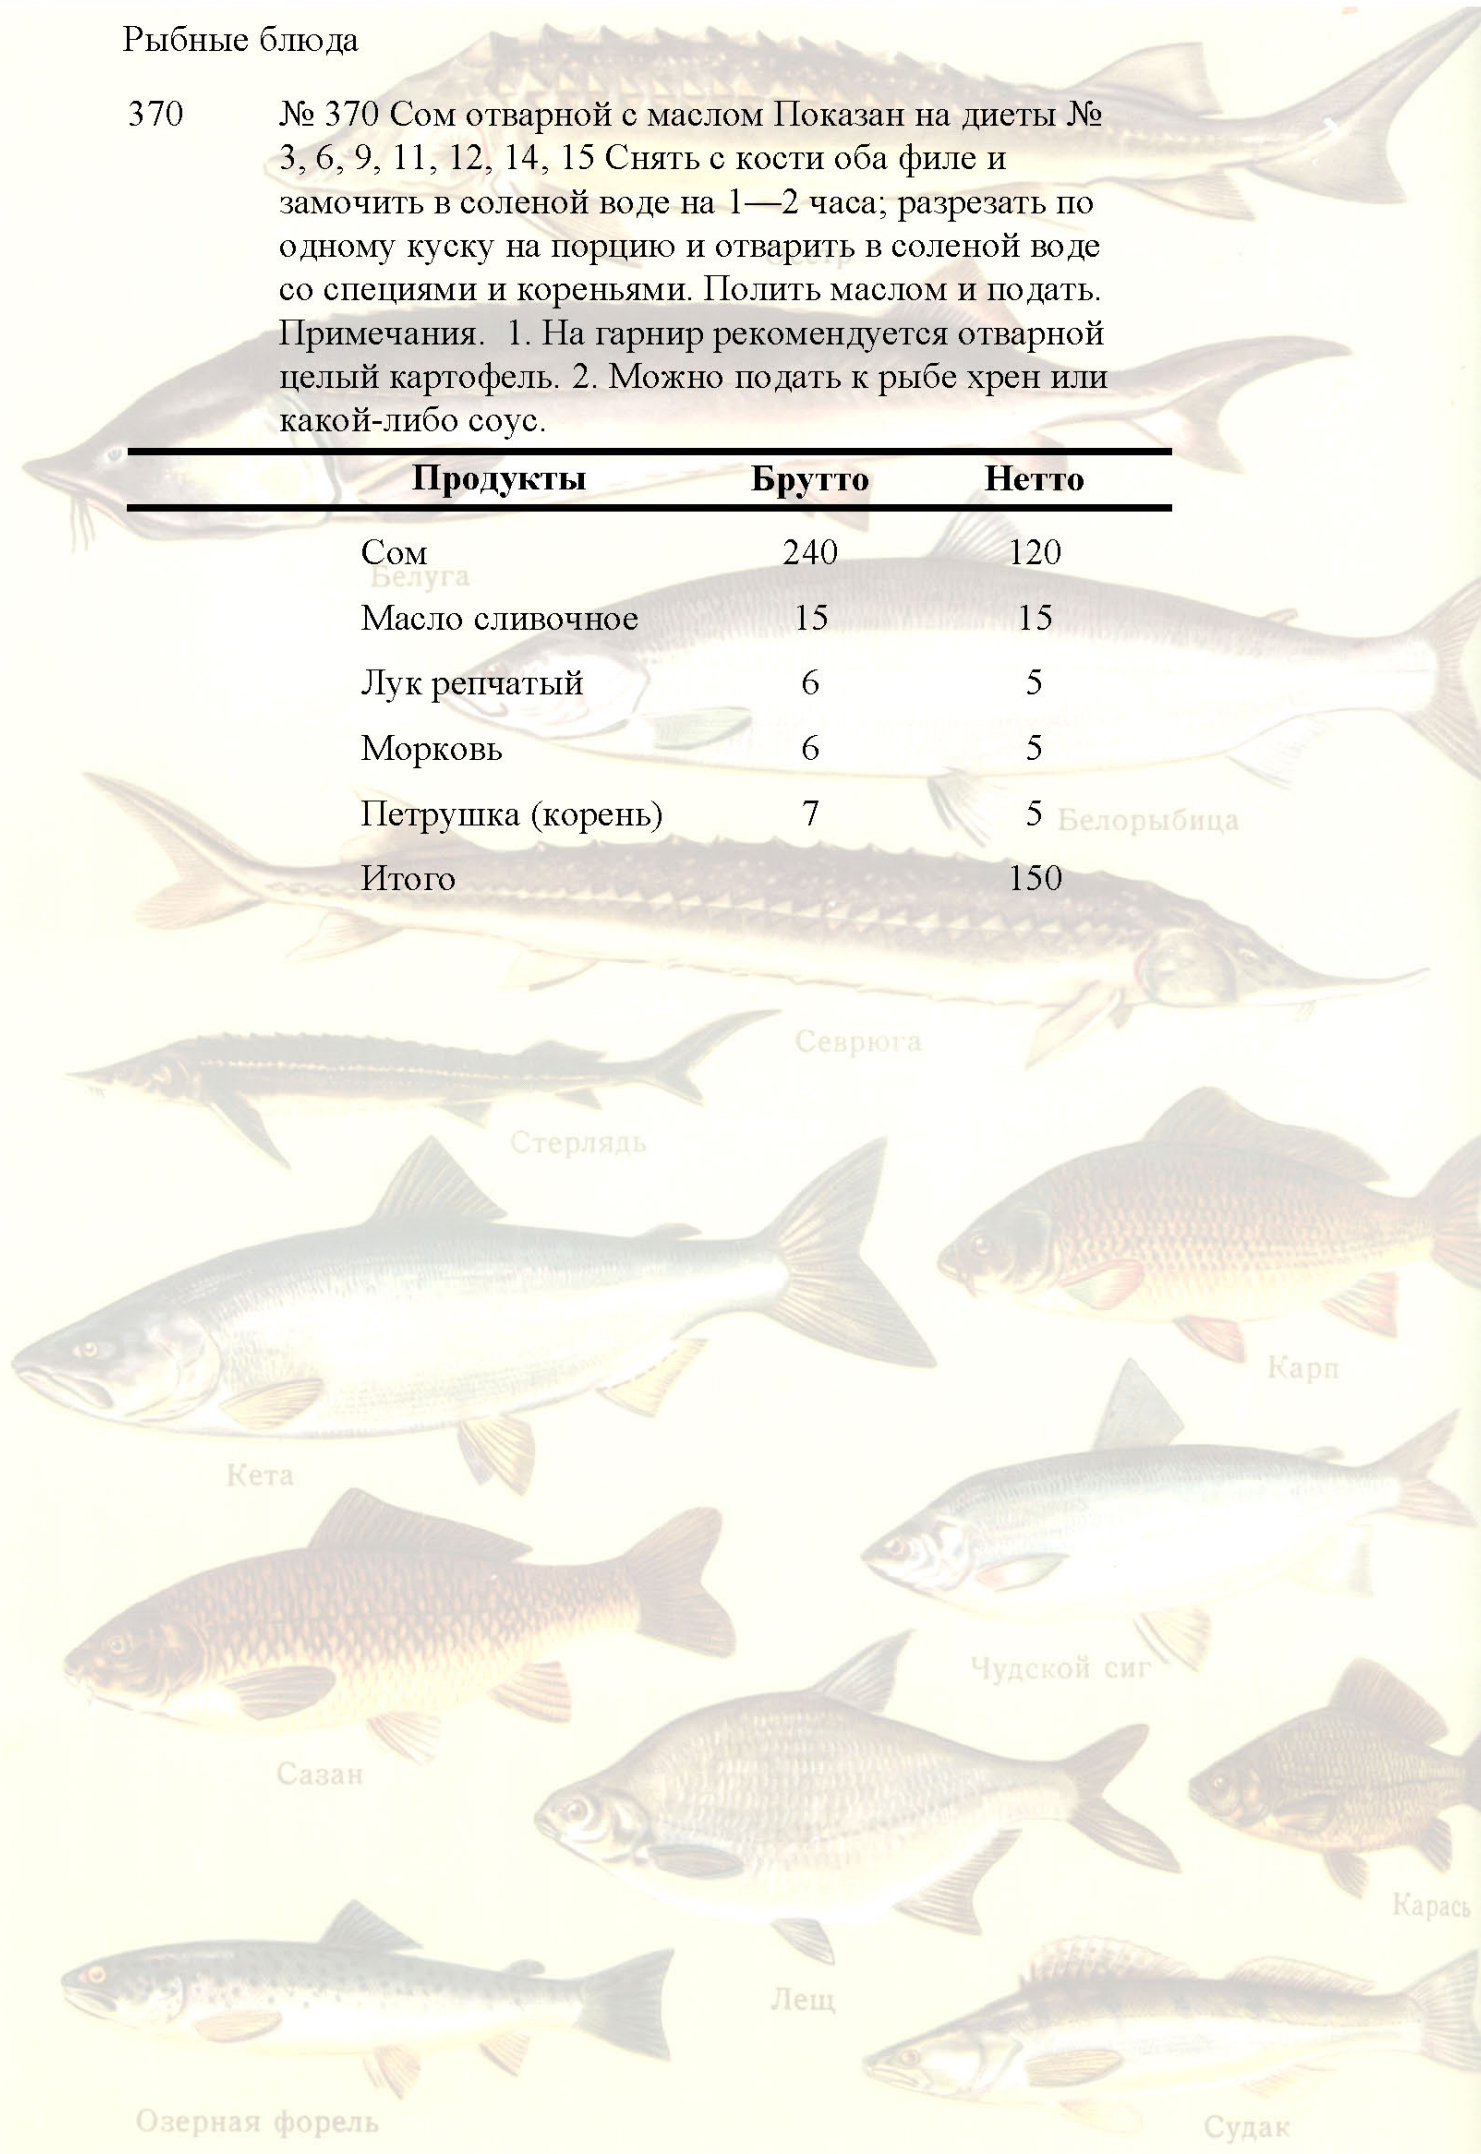 Рыбные блюда
370 № 370 Сом отварной с маслом Показан на диеты №
3, 6, 9, 11, 12, 14, 15 Снять с кости оба филе и
замочить в соленой воде на 1—2 часа; разрезать по
одному куску на порцию и отварить в соленой воде
со специями и кореньями. Полить маслом и подать.
Примечания. 1. На гарнир рекомендуется отварной
целый картофель. 2. Можно подать к рыбе хрен или
какой-либо соус.
Продукты Брутто Нетто
Сом 240 120
Белуга
Масло сливочное 15 15
Лук репчатый 6 5
Морковь 6 5
Петрушка (корень) 7 5
Белорыбица
Итого 150
Севрюга
Стерлядь
Карп
Кета
Чудской сиг
Сазан
Карась
Лещ
Озерная форель
Судак